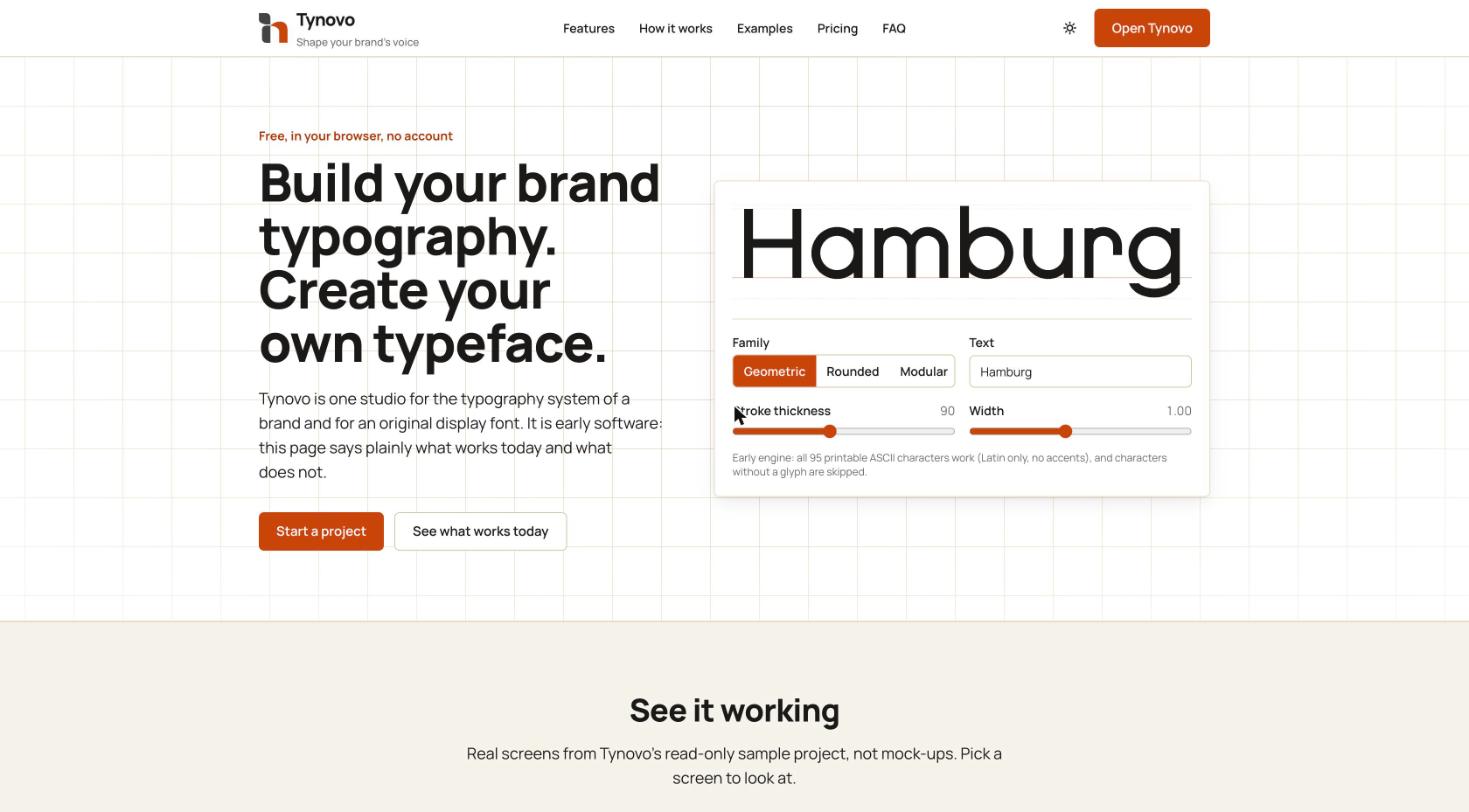 Tynovo
Shape your brand's voice
Features
How it works
Examples
Pricing
FAQ
Open Tynovo
Free, in your browser, no account
Build your brand
typography.
Create your
own typeface.
Tynovo is one studio for the typography system of a
brand and for an original display font. It is early software:
this page says plainly what works today and what
does not.
Start a project
See what works today
Hamburg
Family
Text
Geometric
Rounded
Modular
Hamburg
Stroke thickness
90
Width
1.00
Early engine: all 95 printable ASCII characters work (Latin only, no accents), and characters
without a glyph are skipped.
See it working
Real screens from Tynovo's read-only sample project, not mock-ups. Pick a
screen to look at.